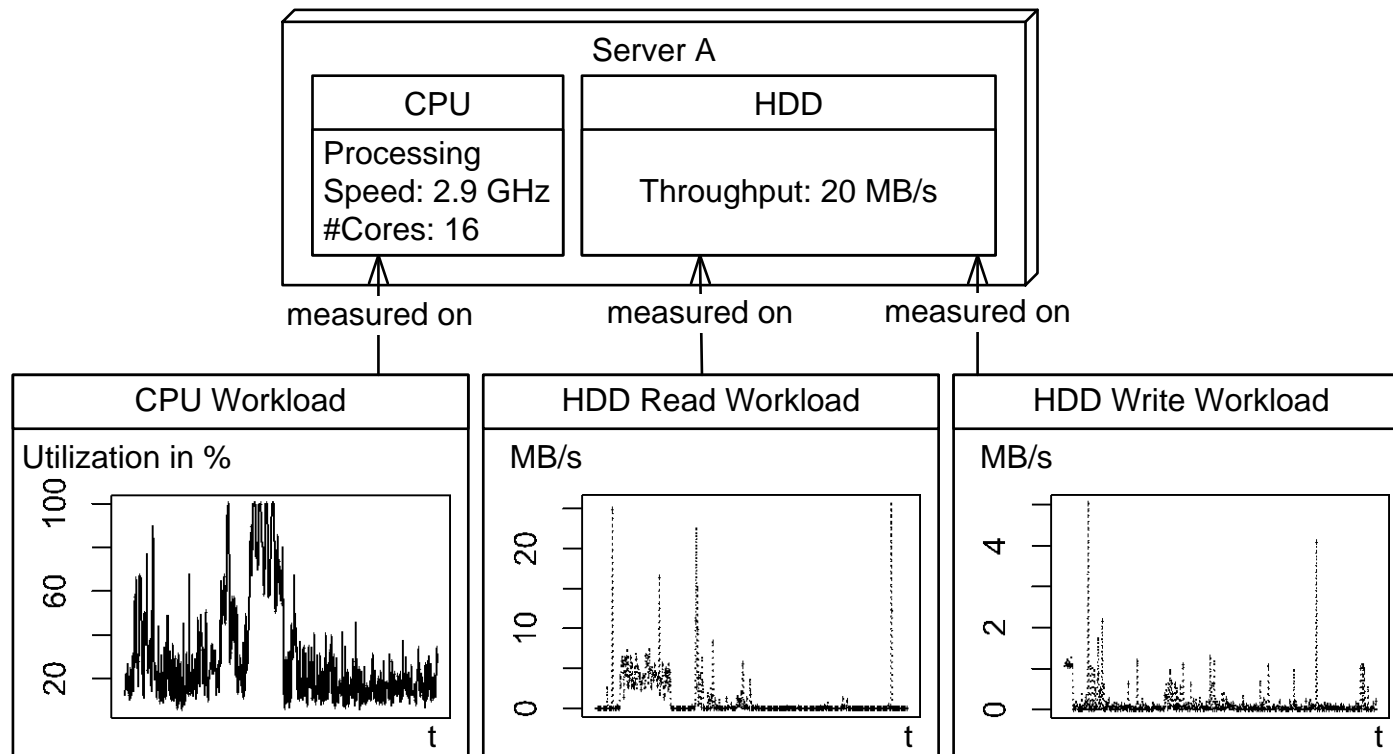 Server A
CPU
HDD
Processing
Speed: 2.9 GHz
#Cores: 16
Throughput: 20 MB/s
measured on
measured on
measured on
CPU Workload
HDD Read Workload
HDD Write Workload
Utilization in %
100
60
20
t
MB/s
20
10
0
t
MB/s
4
2
0
t